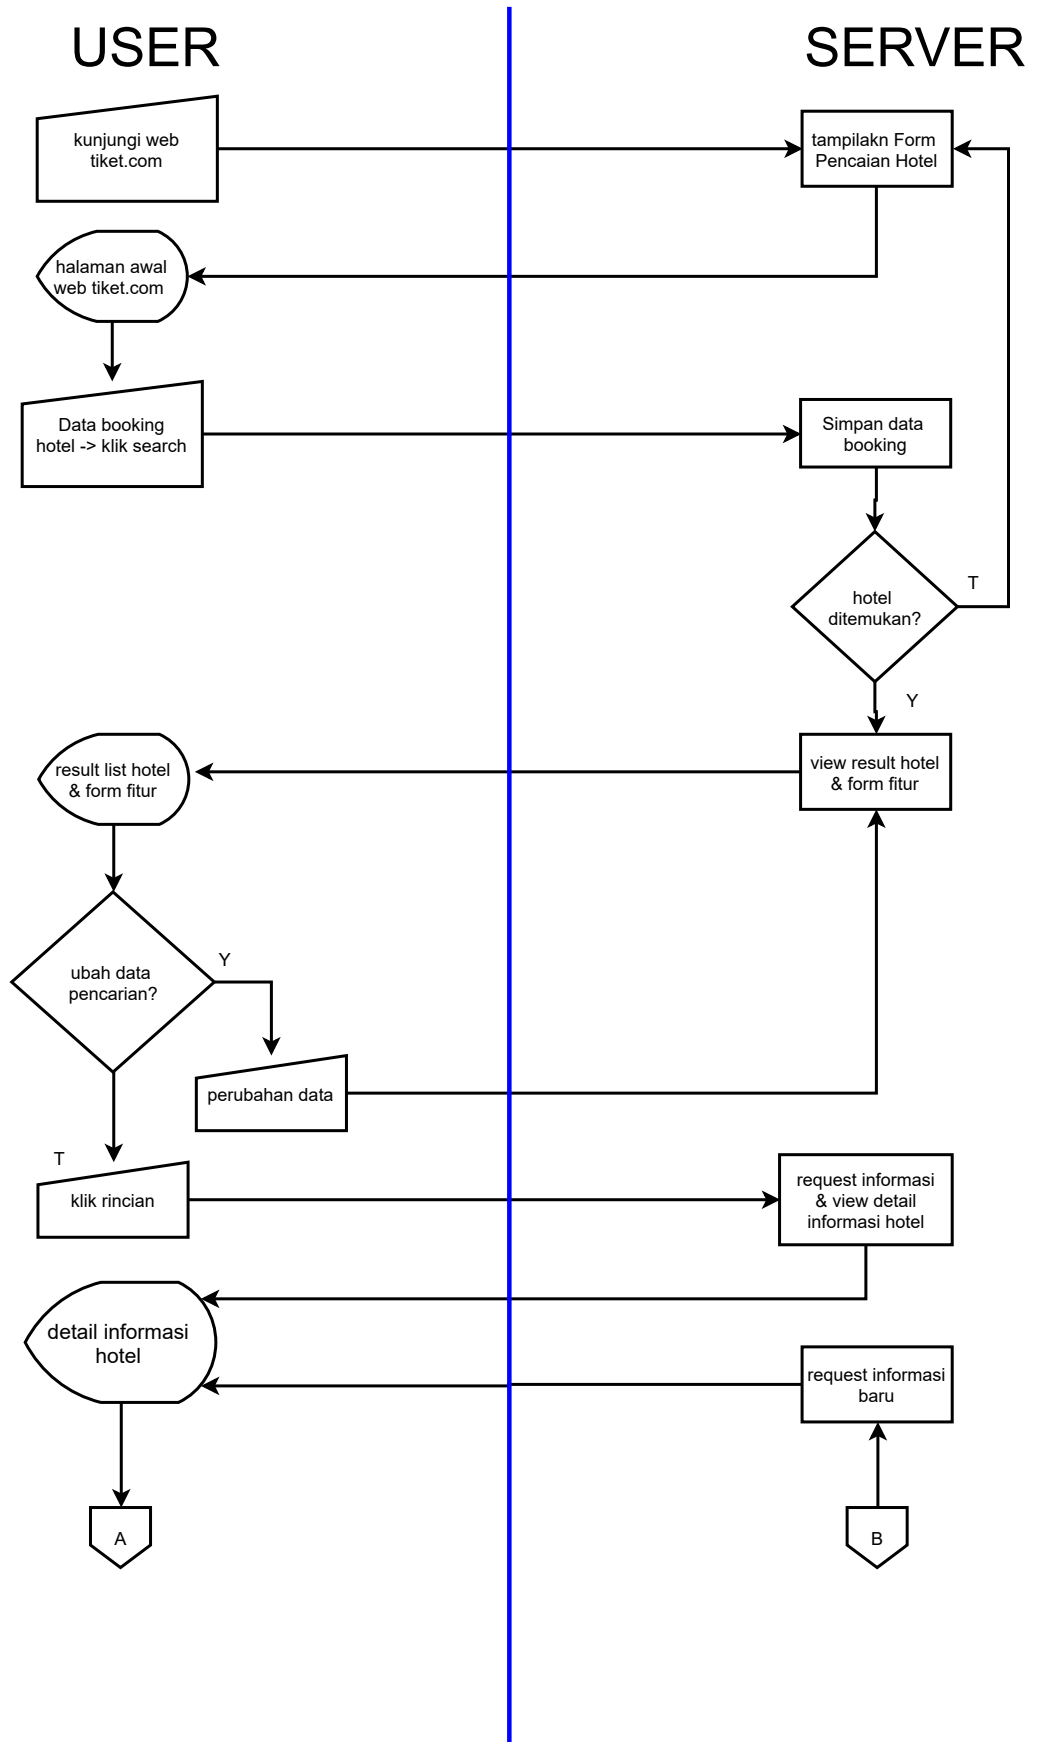 USER
SERVER
kunjungi web
tiket.com
tampilakn Form
Pencaian Hotel
halaman awal
web tiket.com
Data booking
hotel -> klik search
Simpan data
booking
hotel
ditemukan?
T
Y
result list hotel
& form fitur
view result hotel
& form fitur
ubah data
pencarian?
Y
perubahan data
T
klik rincian
request informasi
& view detail
informasi hotel
detail informasi
hotel
request informasi
baru
A
B